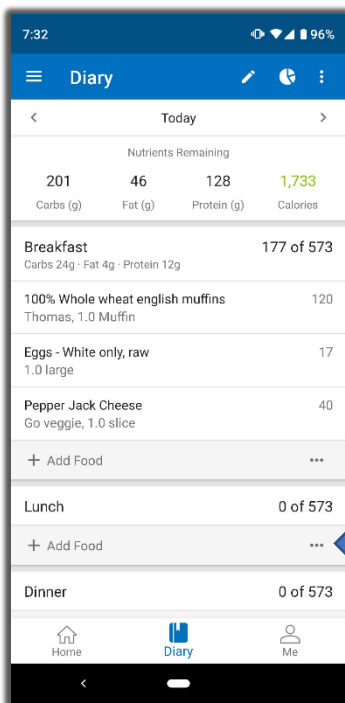 7:32 96%
Diary
Today
Nutrients Remaining
201 46 128 1,733
Carbs (g) Fat (g) Protein (g) Calories
Breakfast 177 of 573
Carbs 24g · Fat 4g · Protein 12g
100% Whole wheat english muffins 120
Thomas, 1.0 Muffin
Eggs - White only, raw 17
1.0 large
Pepper Jack Cheese 40
Go veggie, 1.0 slice
+ Add Food
Lunch 0 of 573
+ Add Food
Dinner 0 of 573
Home Diary Me